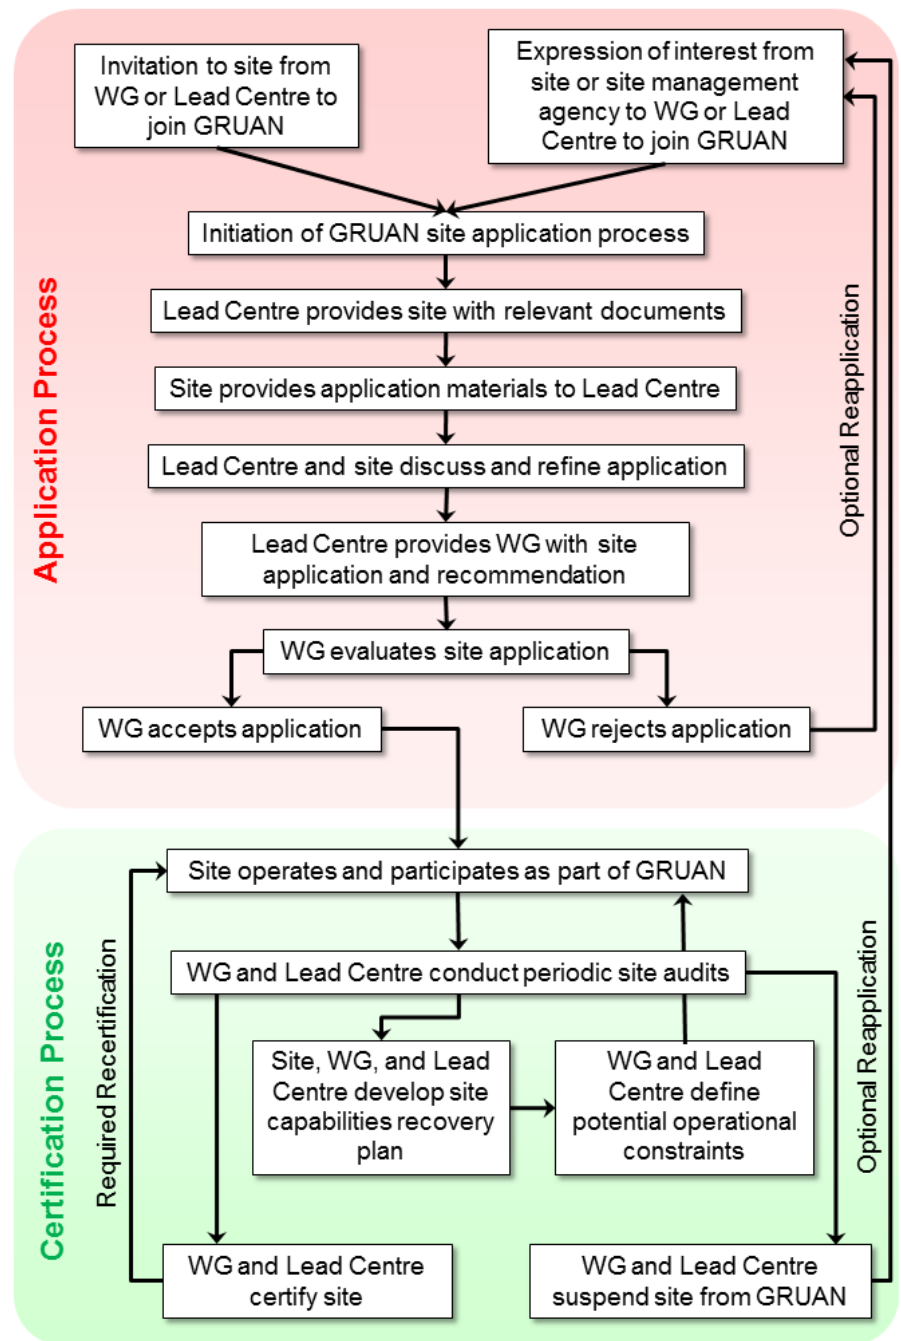 Invitation to site from
WG or Lead Centre to
join GRUAN
Expression of interest from
site or site management
agency to WG or Lead
Centre to join GRUAN
Initiation of GRUAN site application process
Lead Centre provides site with relevant documents
Site provides application materials to Lead Centre
Lead Centre and site discuss and refine application
Lead Centre provides WG with site
application and recommendation
WG evaluates site application
WG accepts application
WG rejects application
Application Process
Optional Reapplication
Site operates and participates as part of GRUAN
WG and Lead Centre conduct periodic site audits
Site, WG, and Lead
Centre develop site
capabilities recovery
plan
WG and Lead
Centre define
potential operational
constraints
WG and Lead Centre
certify site
WG and Lead Centre
suspend site from GRUAN
Certification Process
Required Recertification
Optional Reapplication